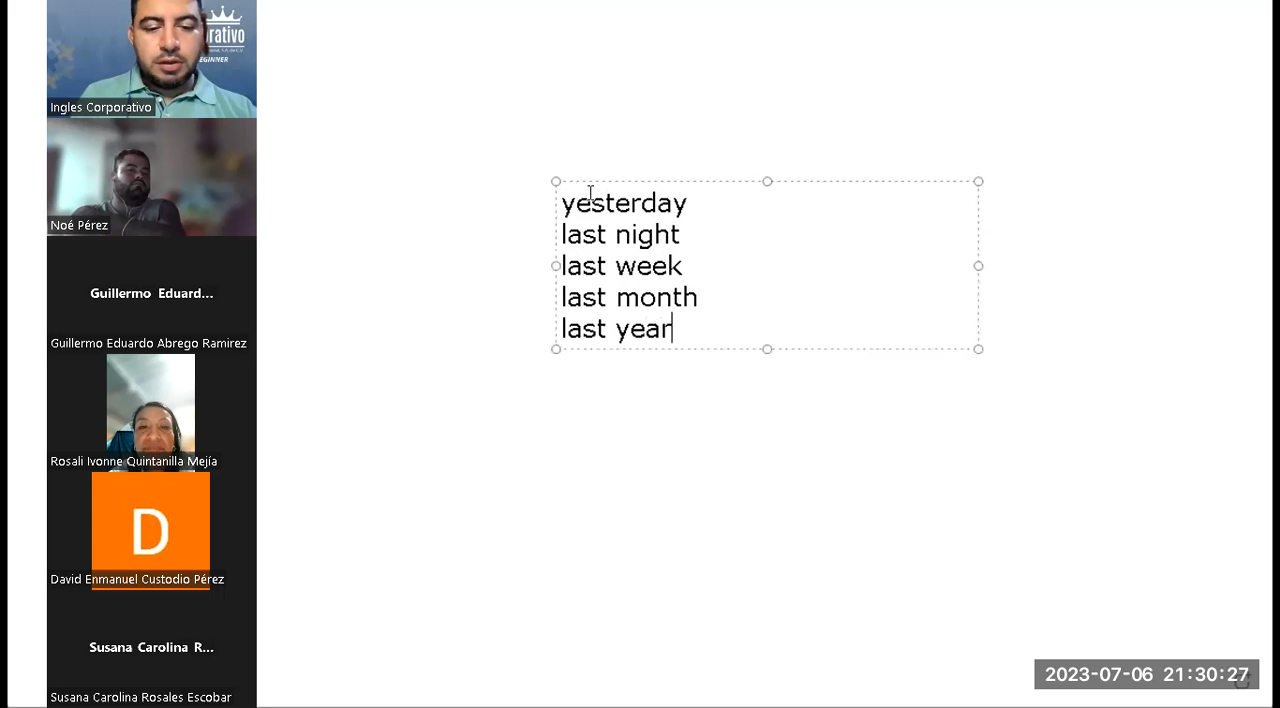 rativo
EGINNER
Ingles Corporativo
Noé Pérez
Guillermo Eduard...
Guillermo Eduardo Abrego Ramirez
Rosali Ivonne Quintanilla Mejía
D
David Enmanuel Custodio Pérez
Susana Carolina R...
Susana Carolina Rosales Escobar
yesterday
last night
last week
last month
last year
2023-07-06 21:30:27